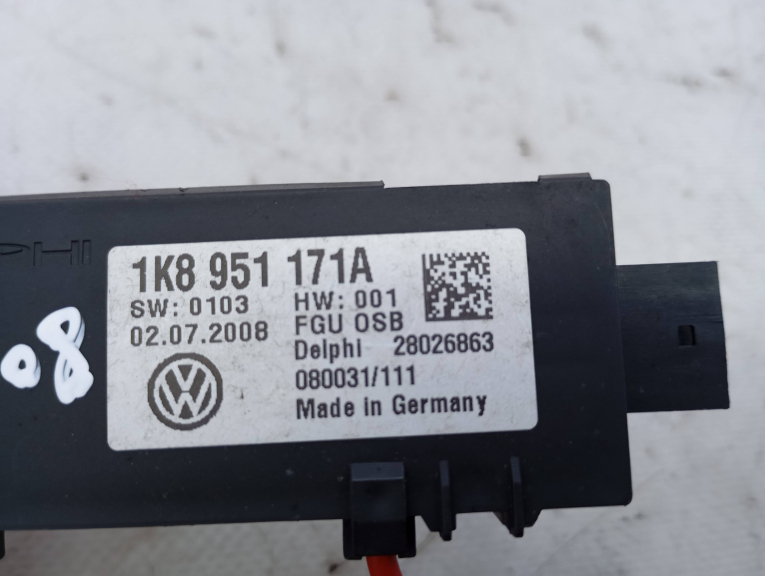 1K8 951 171A
SW: 0103 HW: 001
02.07.2008 FGU OSB
Delphi 28026863
080031/111
Made in Germany
08